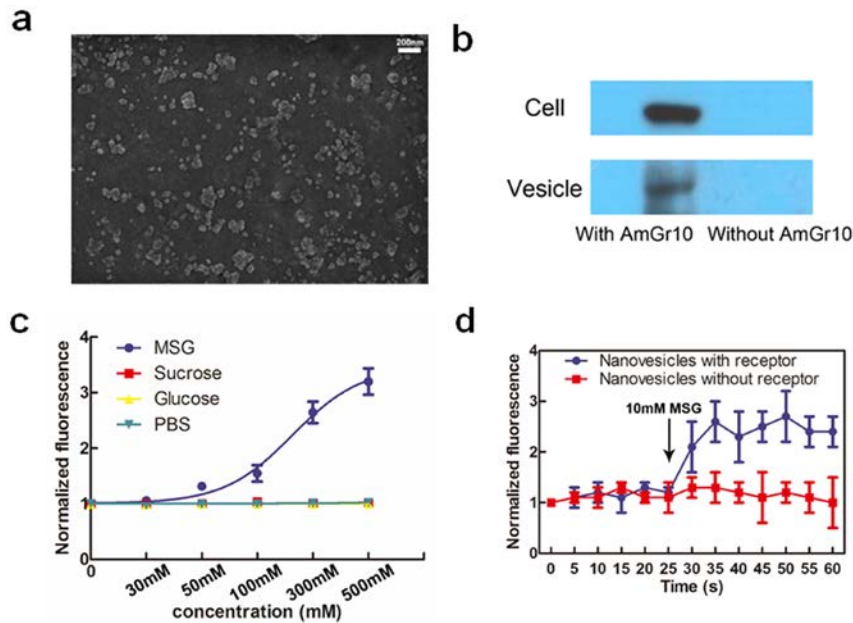 a
200nm
b
Cell
Vesicle
With AmGr10 Without AmGr10
c
4
3
2
1
0
Normalized fluorescence
MSG
Sucrose
Glucose
PBS
0 30mM 50mM 100mM 300mM 500mM
concentration (mM)
d
4
3
2
1
0
Normalized fluorescence
Nanovesicles with receptor
Nanovesicles without receptor
10mM MSG
0 5 10 15 20 25 30 35 40 45 50 55 60
Time (s)